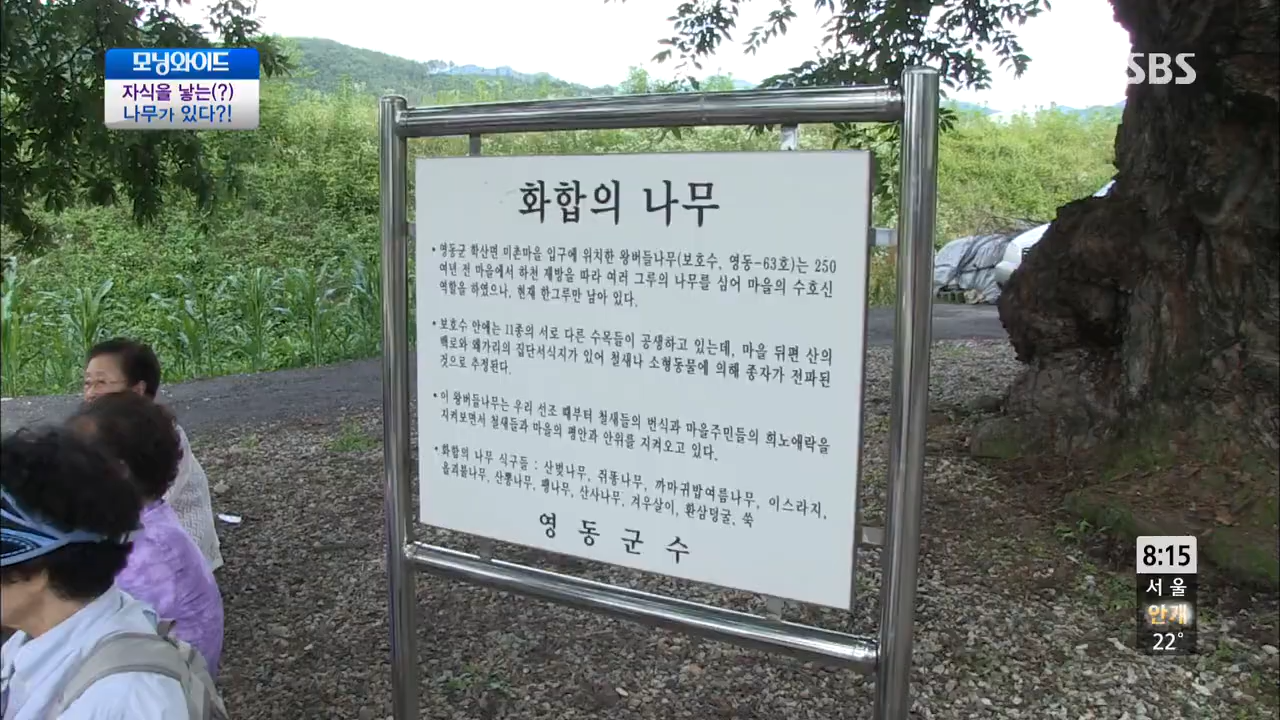 모닝와이드
자식을 낳는(?)
나무가 있다?!
SBS
화합의 나무
• 영동군 학산면 미촌마을 입구에 위치한 왕버들나무(보호수, 영동-63호)는 250
여년 전 마을에서 하천 제방을 따라 여러 그루의 나무를 심어 마을의 수호신
역할을 하였으나, 현재 한그루만 남아 있다.
• 보호수 안에는 11종의 서로 다른 수목들이 공생하고 있는데, 마을 뒤편 산의
백로와 왜가리의 집단서식지가 있어 철새나 소형동물에 의해 종자가 전파된
것으로 추정된다.
• 이 왕버들나무는 우리 선조 때부터 철새들의 번식과 마을주민들의 희노애락을
지켜보면서 철새들과 마을의 평안과 안위를 지켜오고 있다.
• 화합의 나무 식구들 : 산벚나무, 쥐똥나무, 까마귀밥여름나무, 이스라지,
올괴불나무, 산뽕나무, 팽나무, 산사나무, 겨우살이, 환삼덩굴, 쑥
영동군수
8:15
서울
안개
22°